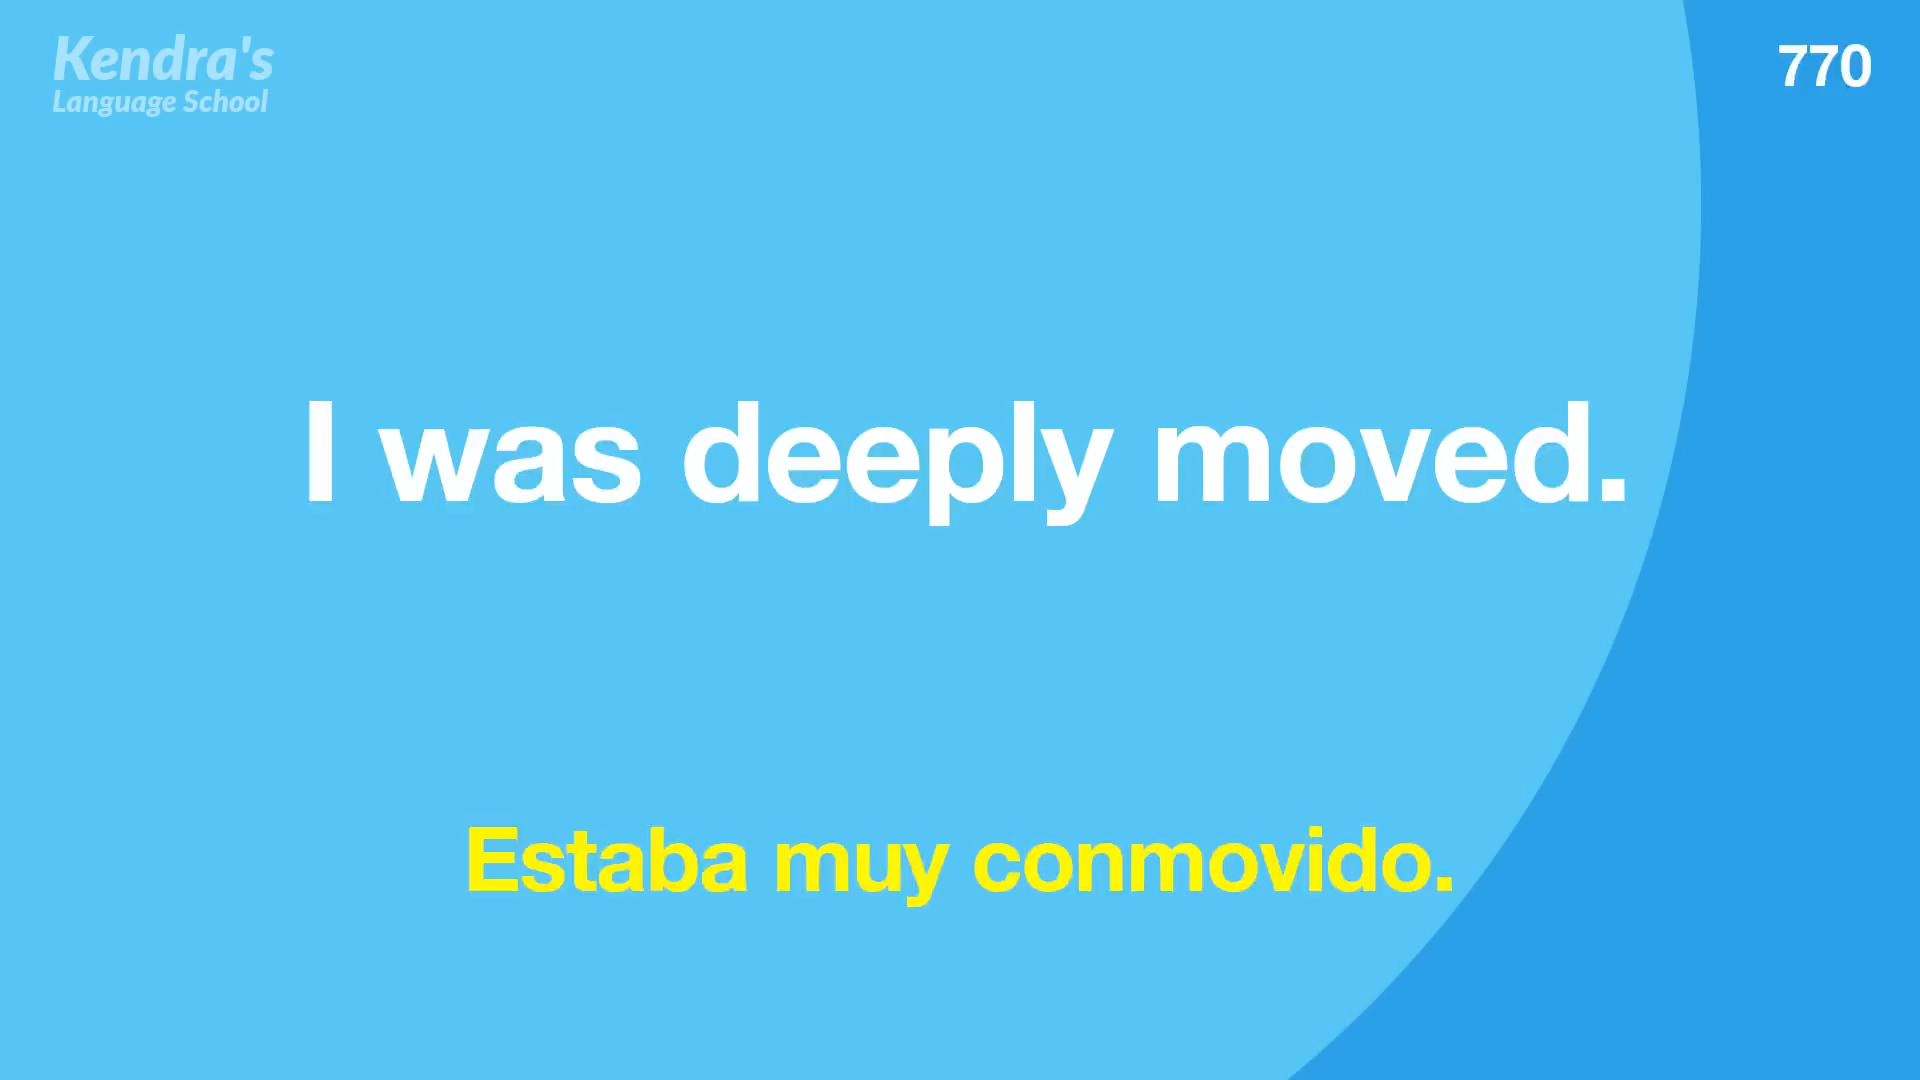 Kendra's
Language School
770
I was deeply moved.
Estaba muy conmovido.